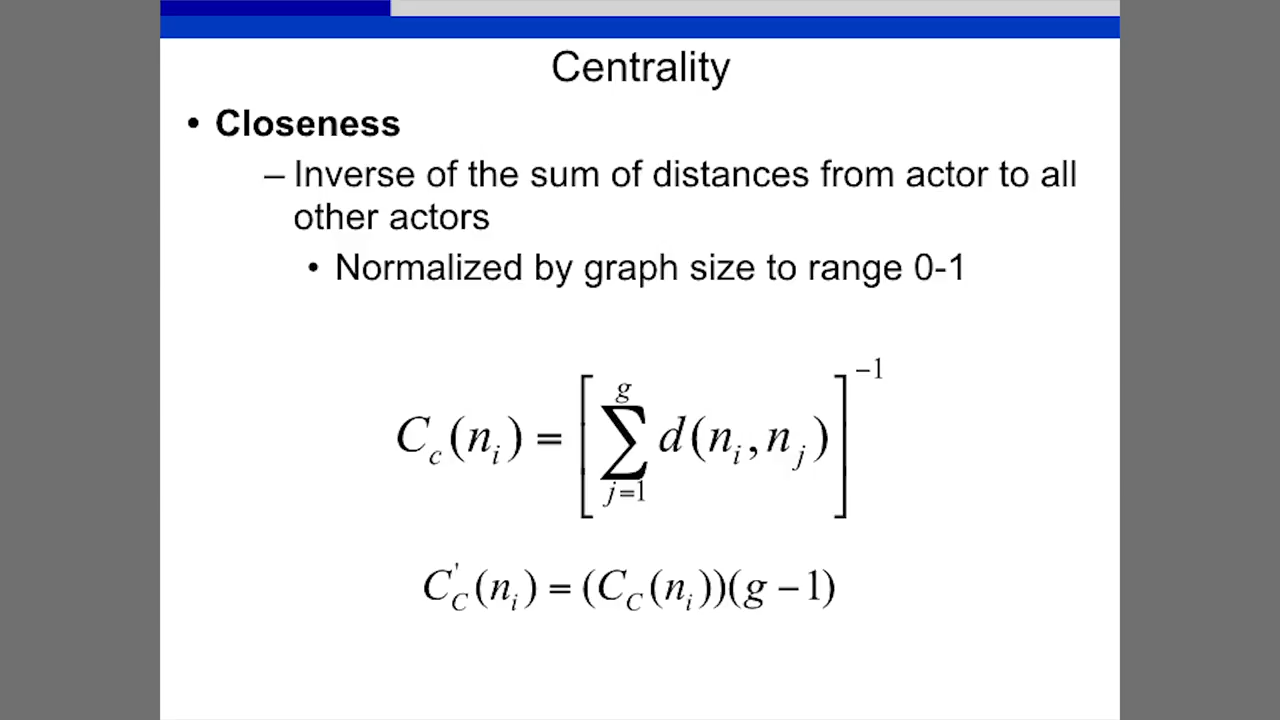 Centrality
• Closeness
– Inverse of the sum of distances from actor to all
other actors
• Normalized by graph size to range 0-1
C_c(n_i) = [ ∑_{j=1}^{g} d(n_i, n_j) ]^{−1}
C'_C(n_i) = (C_C(n_i))(g − 1)